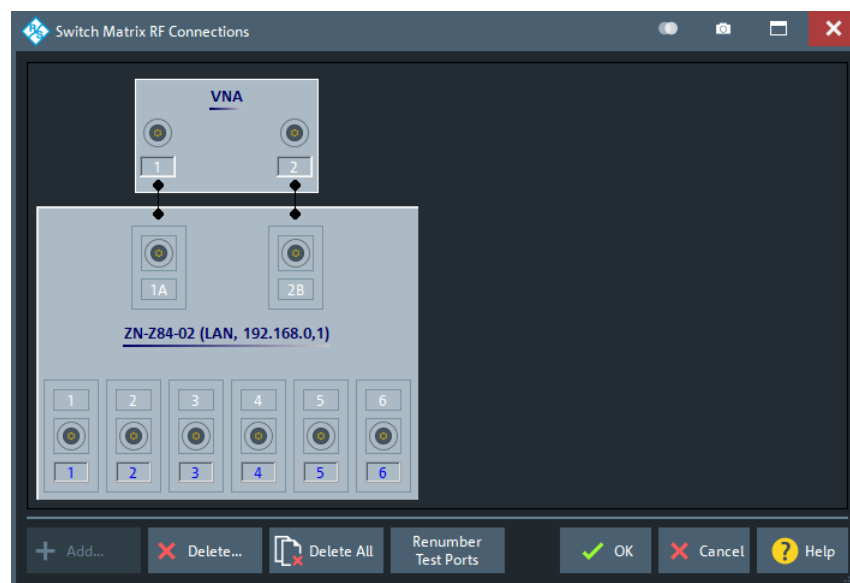 Switch Matrix RF Connections
VNA
1 2
1A 2B
ZN-Z84-02 (LAN, 192.168.0,1)
1 2 3 4 5 6
1 2 3 4 5 6
Add... Delete... Delete All Renumber Test Ports OK Cancel Help